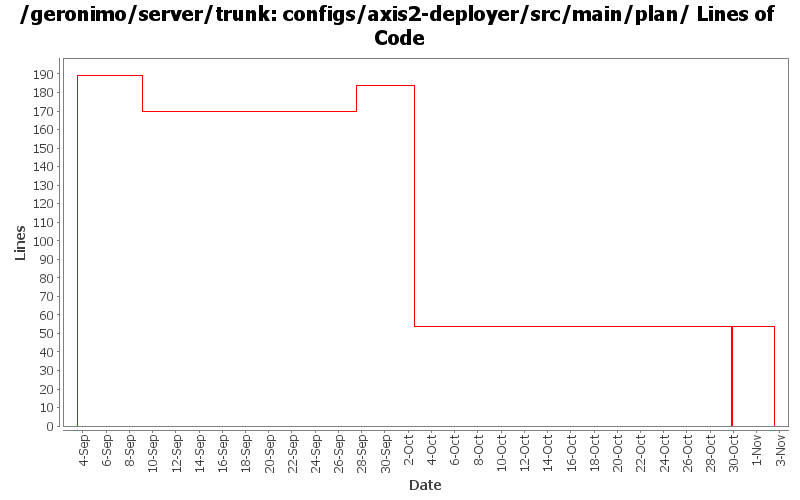 /geronimo/server/trunk: configs/axis2-deployer/src/main/plan/ Lines of
Code
190
180
170
160
150
140
130
120
110
100
90
80
70
60
50
40
30
20
10
0
Lines
4-Sep
6-Sep
8-Sep
10-Sep
12-Sep
14-Sep
16-Sep
18-Sep
20-Sep
22-Sep
24-Sep
26-Sep
28-Sep
30-Sep
2-Oct
4-Oct
6-Oct
8-Oct
10-Oct
12-Oct
14-Oct
16-Oct
18-Oct
20-Oct
22-Oct
24-Oct
26-Oct
28-Oct
30-Oct
1-Nov
3-Nov
Date